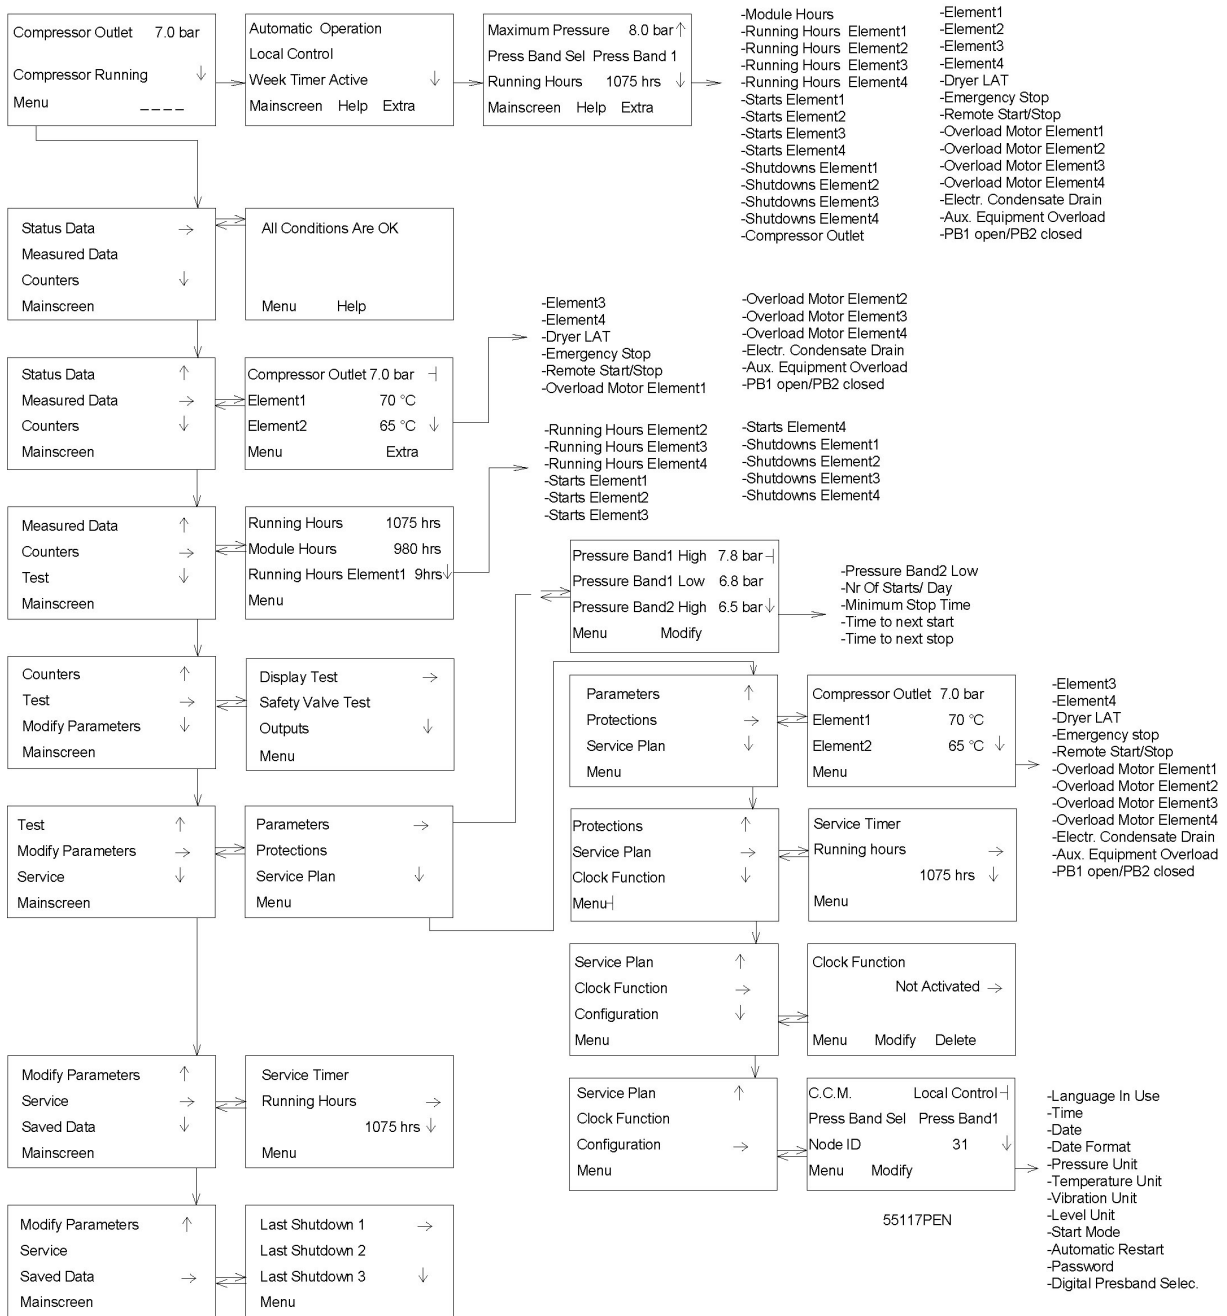 Compressor Outlet 7.0 bar
Compressor Running ↓
Menu _ _ _ _
Automatic Operation
Local Control
Week Timer Active ↓
Mainscreen Help Extra
Maximum Pressure 8.0 bar ↑
Press Band Sel Press Band 1
Running Hours 1075 hrs ↓
Mainscreen Help Extra
-Module Hours
-Running Hours Element1
-Running Hours Element2
-Running Hours Element3
-Running Hours Element4
-Starts Element1
-Starts Element2
-Starts Element3
-Starts Element4
-Shutdowns Element1
-Shutdowns Element2
-Shutdowns Element3
-Shutdowns Element4
-Compressor Outlet
-Element1
-Element2
-Element3
-Element4
-Dryer LAT
-Emergency Stop
-Remote Start/Stop
-Overload Motor Element1
-Overload Motor Element2
-Overload Motor Element3
-Overload Motor Element4
-Electr. Condensate Drain
-Aux. Equipment Overload
-PB1 open/PB2 closed
Status Data →
Measured Data
Counters ↓
Mainscreen
All Conditions Are OK
Menu Help
Status Data ↑
Measured Data →
Counters ↓
Mainscreen
Compressor Outlet 7.0 bar ⊣
Element1 70 °C
Element2 65 °C ↓
Menu Extra
-Element3
-Element4
-Dryer LAT
-Emergency Stop
-Remote Start/Stop
-Overload Motor Element1
-Overload Motor Element2
-Overload Motor Element3
-Overload Motor Element4
-Electr. Condensate Drain
-Aux. Equipment Overload
-PB1 open/PB2 closed
Measured Data ↑
Counters →
Test ↓
Mainscreen
Running Hours 1075 hrs
Module Hours 980 hrs
Running Hours Element1 9hrs ↓
Menu
-Running Hours Element2
-Running Hours Element3
-Running Hours Element4
-Starts Element1
-Starts Element2
-Starts Element3
-Starts Element4
-Shutdowns Element1
-Shutdowns Element2
-Shutdowns Element3
-Shutdowns Element4
Counters ↑
Test →
Modify Parameters ↓
Mainscreen
Display Test →
Safety Valve Test
Outputs ↓
Menu
Test ↑
Modify Parameters →
Service ↓
Mainscreen
Parameters →
Protections
Service Plan ↓
Menu
Pressure Band1 High 7.8 bar ⊣
Pressure Band1 Low 6.8 bar
Pressure Band2 High 6.5 bar ↓
Menu Modify
-Pressure Band2 Low
-Nr Of Starts/ Day
-Minimum Stop Time
-Time to next start
-Time to next stop
Parameters ↑
Protections →
Service Plan ↓
Menu
Compressor Outlet 7.0 bar
Element1 70 °C
Element2 65 °C ↓
Menu
-Element3
-Element4
-Dryer LAT
-Emergency stop
-Remote Start/Stop
-Overload Motor Element1
-Overload Motor Element2
-Overload Motor Element3
-Overload Motor Element4
-Electr. Condensate Drain
-Aux. Equipment Overload
-PB1 open/PB2 closed
Protections ↑
Service Plan →
Clock Function ↓
Menu ⊣
Service Timer
Running hours →
1075 hrs ↓
Menu
Service Plan ↑
Clock Function →
Configuration ↓
Menu
Clock Function
Not Activated →
Menu Modify Delete
Service Plan ↑
Clock Function
Configuration →
Menu
C.C.M. Local Control ⊣
Press Band Sel Press Band1
Node ID 31 ↓
Menu Modify
-Language In Use
-Time
-Date
-Date Format
-Pressure Unit
-Temperature Unit
-Vibration Unit
-Level Unit
-Start Mode
-Automatic Restart
-Password
-Digital Presband Selec.
Modify Parameters ↑
Service →
Saved Data ↓
Mainscreen
Service Timer
Running Hours →
1075 hrs ↓
Menu
Modify Parameters ↑
Service
Saved Data →
Mainscreen
Last Shutdown 1 →
Last Shutdown 2
Last Shutdown 3 ↓
Menu
55117PEN